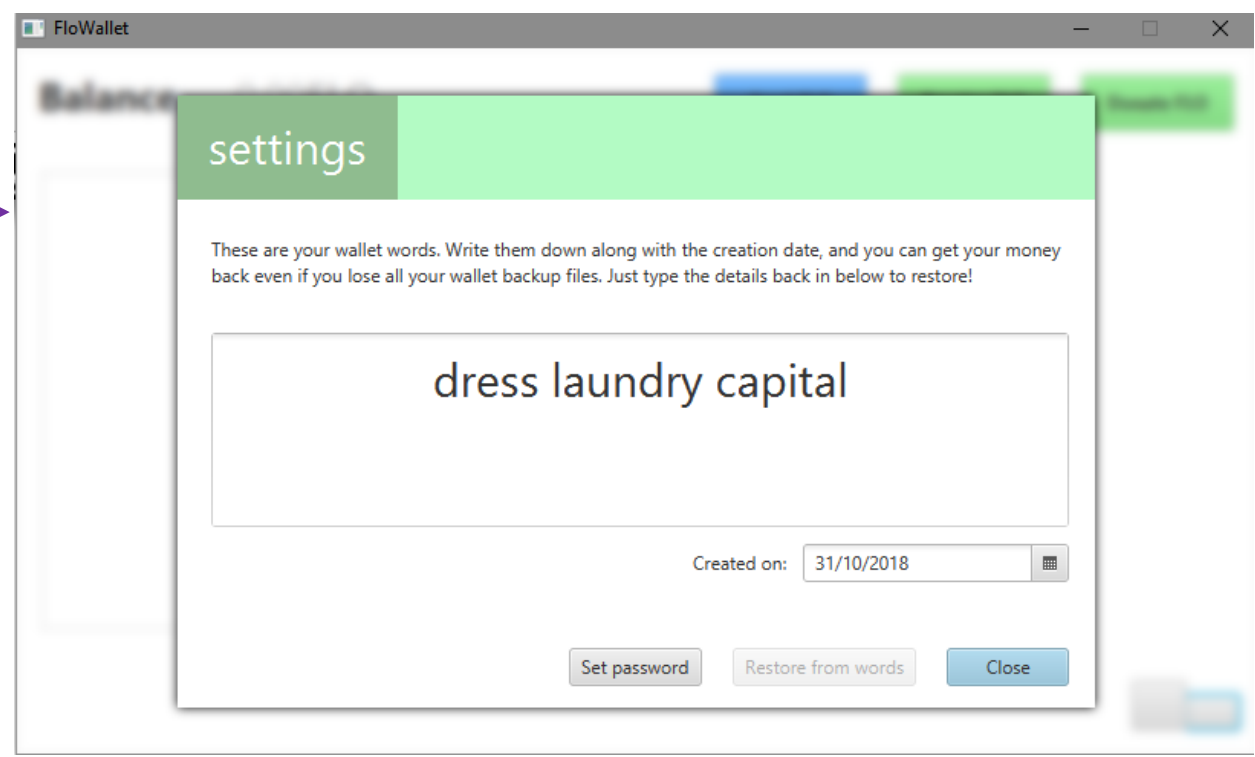 FloWallet
Balance
settings
These are your wallet words. Write them down along with the creation date, and you can get your money
back even if you lose all your wallet backup files. Just type the details back in below to restore!
dress laundry capital
Created on: 31/10/2018
Set password Restore from words Close